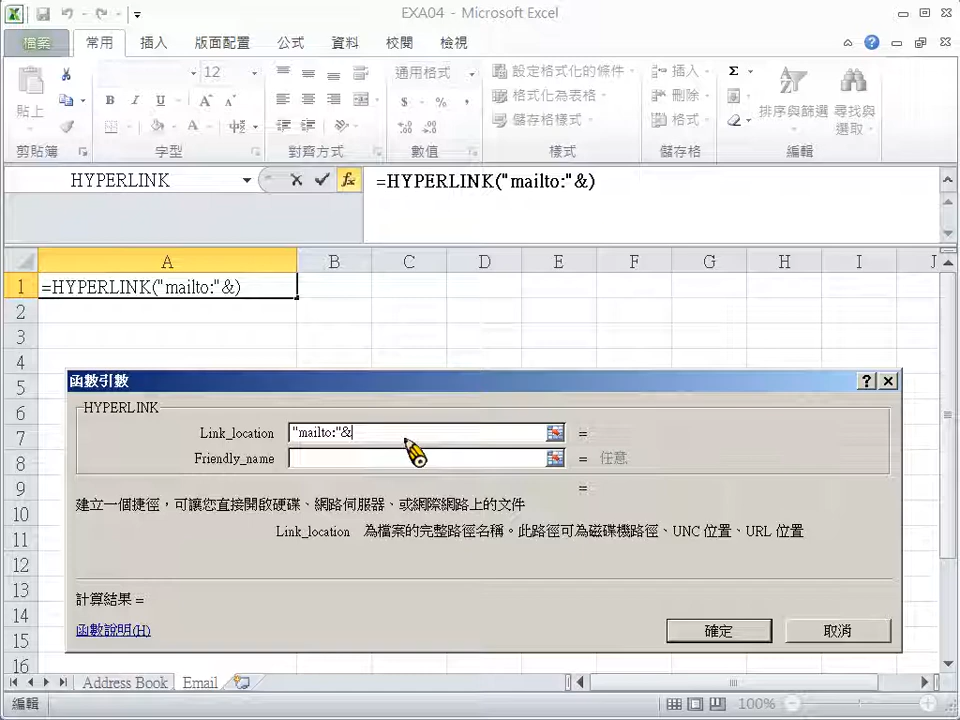 EXA04 - Microsoft Excel
檔案 常用 插入 版面配置 公式 資料 校閱 檢視
貼上
剪貼簿
12
B I U
A A
A
字型
對齊方式
通用格式
$ % ,
數值
設定格式化的條件
格式化為表格
儲存格樣式
樣式
插入
刪除
格式
儲存格
Σ
排序與篩選
尋找與選取
編輯
HYPERLINK
fx
=HYPERLINK("mailto:"&)
A B C D E F G H I J
1 =HYPERLINK("mailto:"&)
2
3
4
5
6
7
8
9
10
11
12
13
14
15
16
函數引數
HYPERLINK
Link_location "mailto:"& =
Friendly_name = 任意
=
建立一個捷徑，可讓您直接開啟硬碟、網路伺服器、或網際網路上的文件
Link_location 為檔案的完整路徑名稱。此路徑可為磁碟機路徑、UNC 位置、URL 位置
計算結果 =
函數說明(H)
確定 取消
Address Book Email
編輯
100%